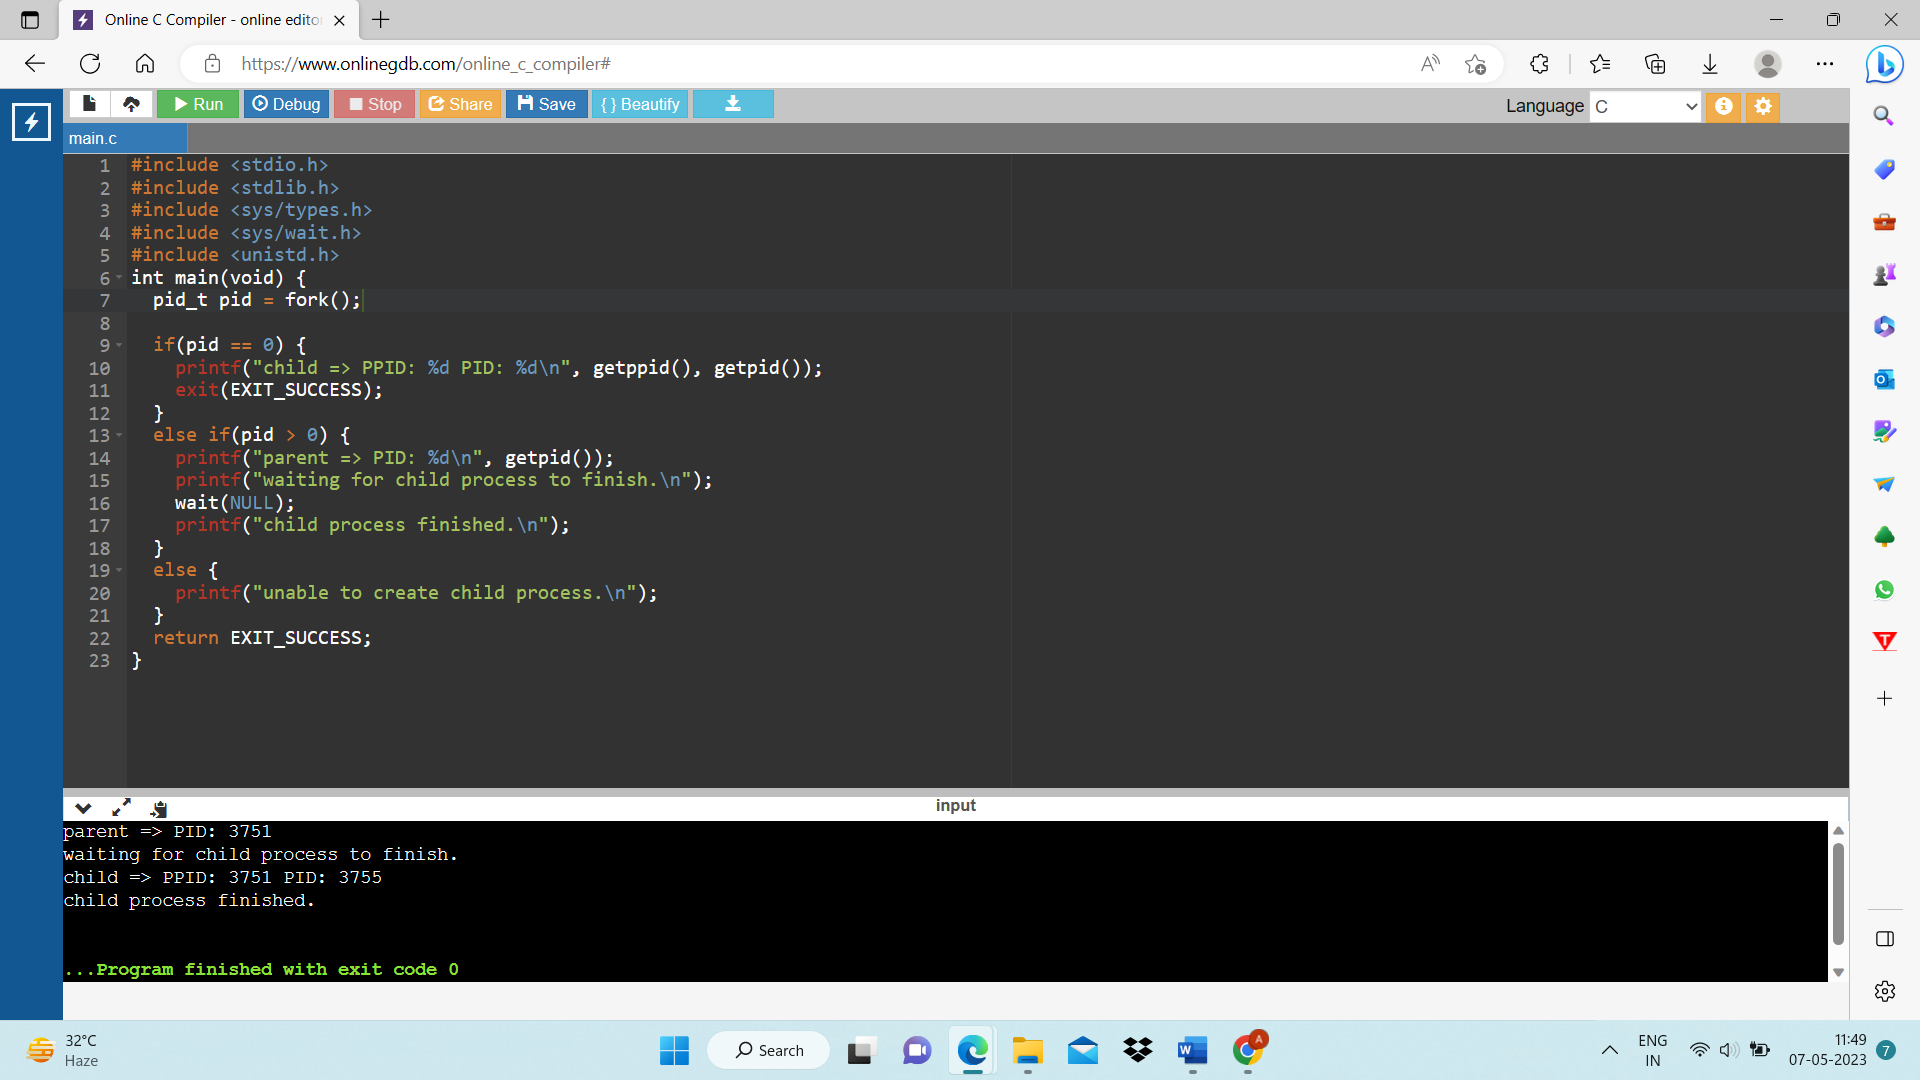 Online C Compiler - online edito
https://www.onlinegdb.com/online_c_compiler#
Run Debug Stop Share Save { } Beautify Language C
main.c
1 #include <stdio.h>
2 #include <stdlib.h>
3 #include <sys/types.h>
4 #include <sys/wait.h>
5 #include <unistd.h>
6 int main(void) {
7 pid_t pid = fork();
8
9 if(pid == 0) {
10 printf("child => PPID: %d PID: %d\n", getppid(), getpid());
11 exit(EXIT_SUCCESS);
12 }
13 else if(pid > 0) {
14 printf("parent => PID: %d\n", getpid());
15 printf("waiting for child process to finish.\n");
16 wait(NULL);
17 printf("child process finished.\n");
18 }
19 else {
20 printf("unable to create child process.\n");
21 }
22 return EXIT_SUCCESS;
23 }
input
parent => PID: 3751
waiting for child process to finish.
child => PPID: 3751 PID: 3755
child process finished.
...Program finished with exit code 0
32°C
Haze
Search
ENG
IN
11:49
07-05-2023
7